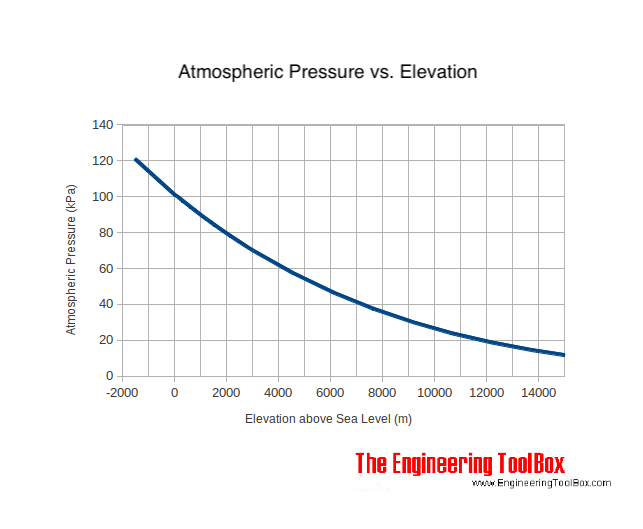 Atmospheric Pressure vs. Elevation
140
120
100
80
60
40
20
0
Atmospheric Pressure (kPa)
-2000 0 2000 4000 6000 8000 10000 12000 14000
Elevation above Sea Level (m)
The Engineering ToolBox
www.EngineeringToolBox.com